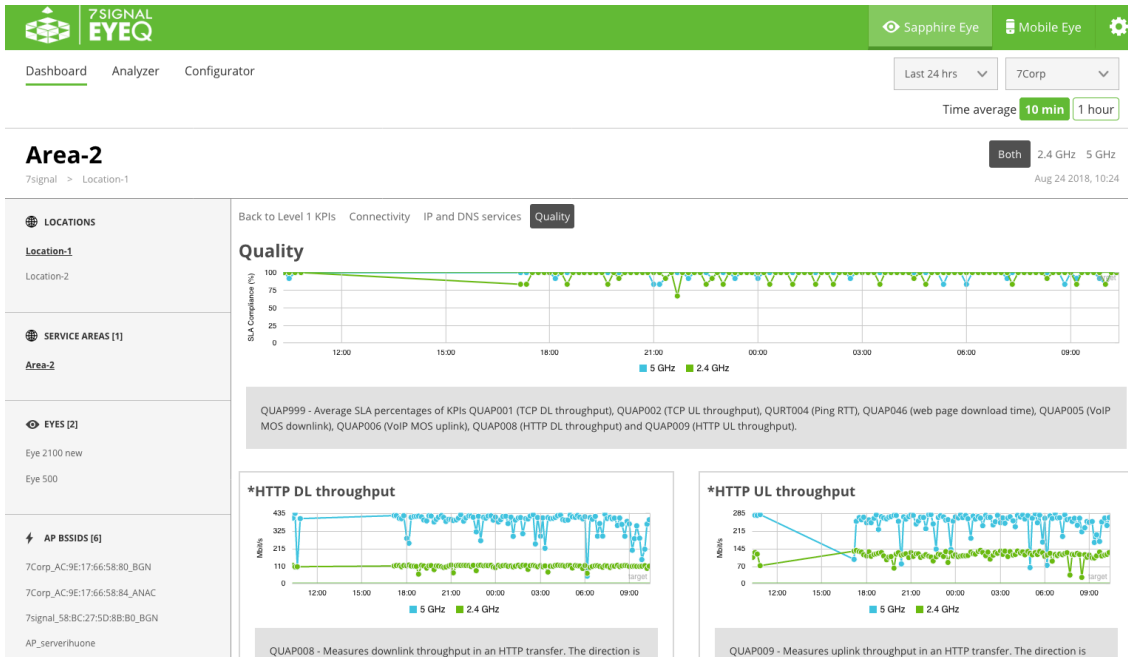 7SIGNAL
EYEQ
Sapphire Eye
Mobile Eye
Dashboard Analyzer Configurator
Last 24 hrs
7Corp
Time average 10 min 1 hour
Area-2
7signal > Location-1
Both 2.4 GHz 5 GHz
Aug 24 2018, 10:24
LOCATIONS
Location-1
Location-2
SERVICE AREAS [1]
Area-2
EYES [2]
Eye 2100 new
Eye 500
AP BSSIDS [6]
7Corp_AC:9E:17:66:58:80_BGN
7Corp_AC:9E:17:66:58:84_ANAC
7signal_58:BC:27:5D:8B:B0_BGN
AP_serverihuone
Back to Level 1 KPIs Connectivity IP and DNS services Quality
Quality
SLA Compliance (%)
100
75
50
25
0
target
12:00 15:00 18:00 21:00 00:00 03:00 06:00 09:00
5 GHz 2.4 GHz
QUAP999 - Average SLA percentages of KPIs QUAP001 (TCP DL throughput), QUAP002 (TCP UL throughput), QURT004 (Ping RTT), QUAP046 (web page download time), QUAP005 (VoIP
MOS downlink), QUAP006 (VoIP MOS uplink), QUAP008 (HTTP DL throughput) and QUAP009 (HTTP UL throughput).
*HTTP DL throughput
Mbit/s
435
325
215
110
0
target
12:00 15:00 18:00 21:00 00:00 03:00 06:00 09:00
5 GHz 2.4 GHz
QUAP008 - Measures downlink throughput in an HTTP transfer. The direction is
*HTTP UL throughput
Mbit/s
285
215
145
70
0
target
12:00 15:00 18:00 21:00 00:00 03:00 06:00 09:00
5 GHz 2.4 GHz
QUAP009 - Measures uplink throughput in an HTTP transfer. The direction is